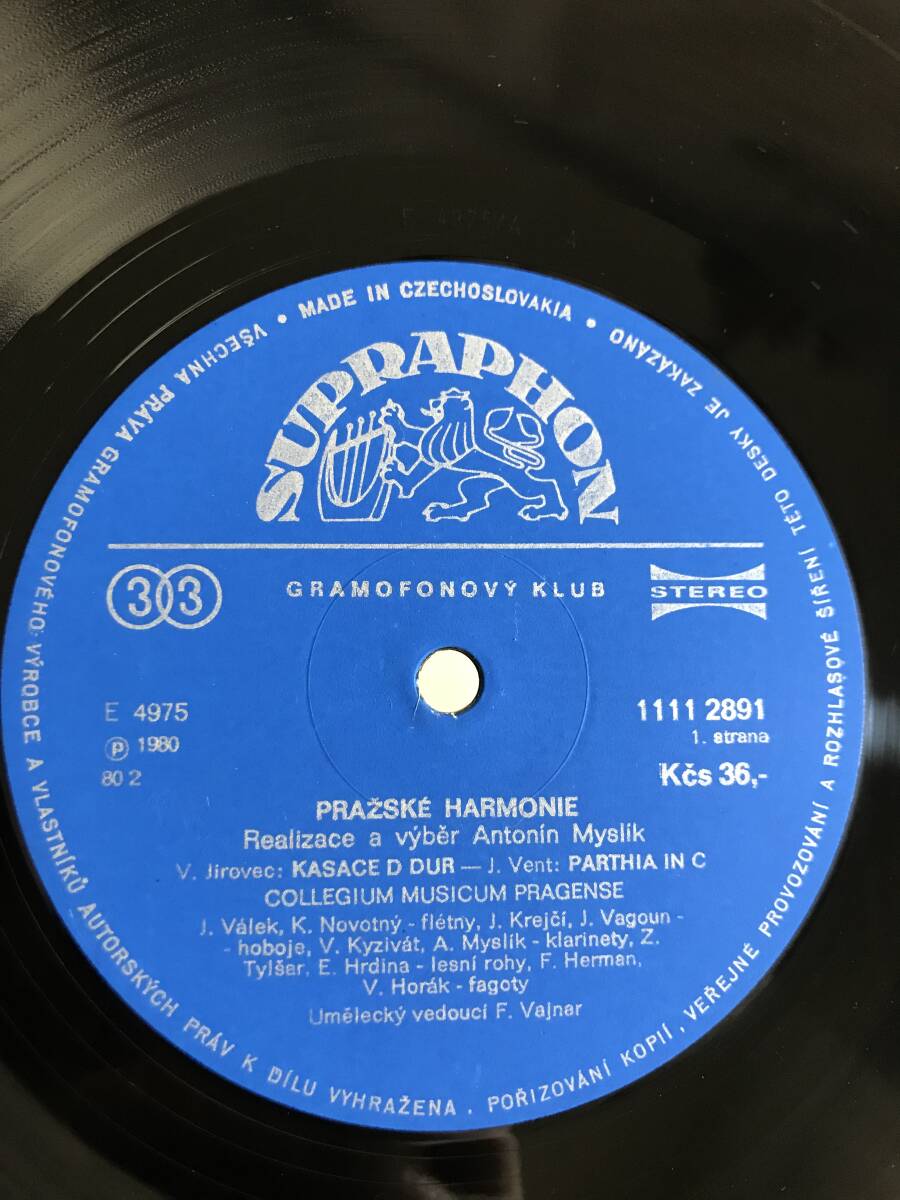 VŠECHNA PRÁVA GRAMOFONOVÉHO VÝROBCE A VLASTNÍKŮ AUTORSKÝCH PRÁV K DÍLU VYHRAŽENA . POŘIZOVÁNÍ KOPIÍ, VEŘEJNÉ PROVOZOVÁNÍ A ROZHLASOVÉ ŠÍŘENÍ TÉTO DESKY JE ZAKÁZÁNO
• MADE IN CZECHOSLOVAKIA •
SUPRAPHON
33
GRAMOFONOVÝ KLUB
STEREO
E 4975
1111 2891
℗ 1980
1. strana
80 2
Kčs 36,-
PRAŽSKÉ HARMONIE
Realizace a výběr Antonín Myslík
V. Jírovec: KASACE D DUR — J. Vent: PARTHIA IN C
COLLEGIUM MUSICUM PRAGENSE
J. Válek, K. Novotný - flétny, J. Krejčí, J. Vagoun -
- hoboje, V. Kyzivát, A. Myslík - klarinety, Z.
Tylšar, E. Hrdina - lesní rohy, F. Herman,
V. Horák - fagoty
Umělecký vedoucí F. Vajnar